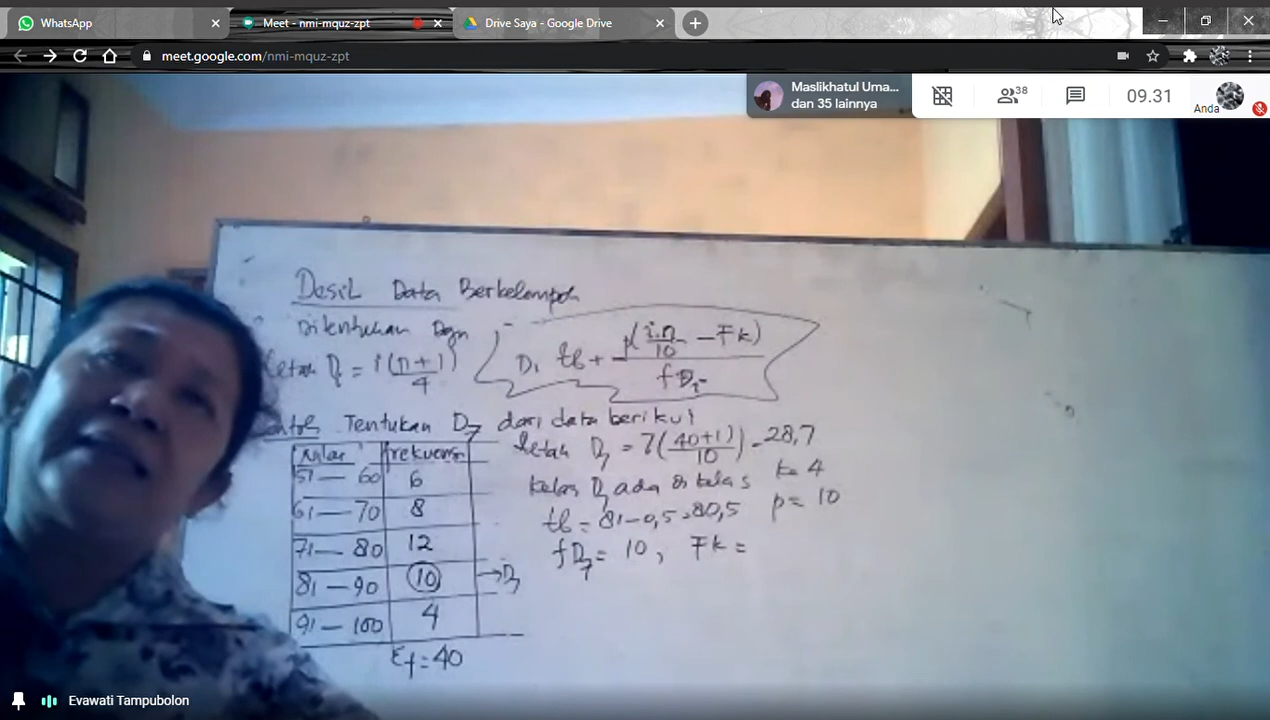 WhatsApp
Meet - nmi-mquz-zpt
Drive Saya - Google Drive
meet.google.com/nmi-mquz-zpt
Maslikhatul Uma...
dan 35 lainnya
38
09.31
Anda
Desil Data Berkelompok
Ditentukan Dgn
Letak Di = i(n+1)/4
Di tb + p(i.n/10 - Fk)/fDi
Contoh Tentukan D7 dari data berikut
Nilai frekuensi
51 - 60 6
61 - 70 8
71 - 80 12
81 - 90 10 → D7
91 - 100 4
Σf = 40
Letak D7 = 7(40+1)/10 = 28,7
Kelas D7 ada di kelas ke 4
tb = 81 - 0,5 = 80,5 p = 10
fD7 = 10, Fk =
Evawati Tampubolon